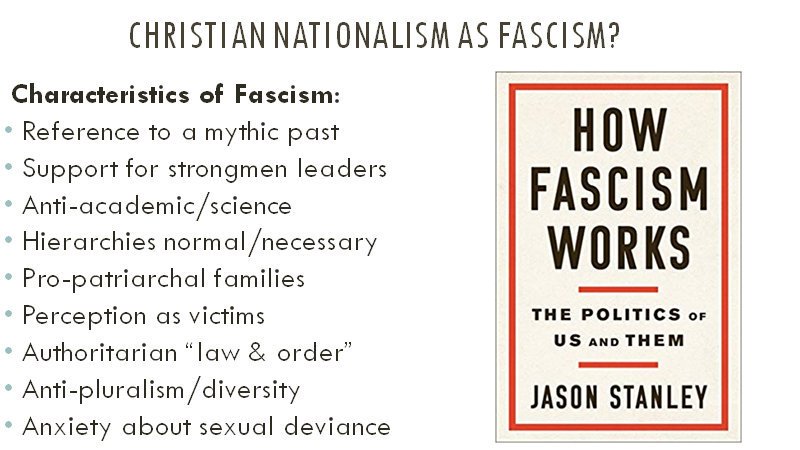 CHRISTIAN NATIONALISM AS FASCISM?
Characteristics of Fascism:
• Reference to a mythic past
• Support for strongmen leaders
• Anti-academic/science
• Hierarchies normal/necessary
• Pro-patriarchal families
• Perception as victims
• Authoritarian “law & order”
• Anti-pluralism/diversity
• Anxiety about sexual deviance
HOW
FASCISM
WORKS
THE POLITICS OF
US AND THEM
JASON STANLEY